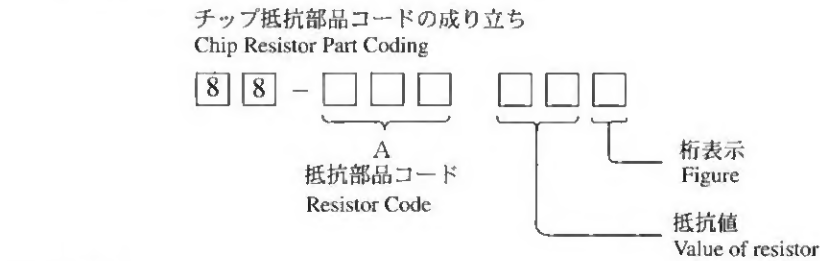 チップ抵抗部品コードの成り立ち
Chip Resistor Part Coding
8 8 –
A
抵抗部品コード
Resistor Code
桁表示
Figure
抵抗値
Value of resistor